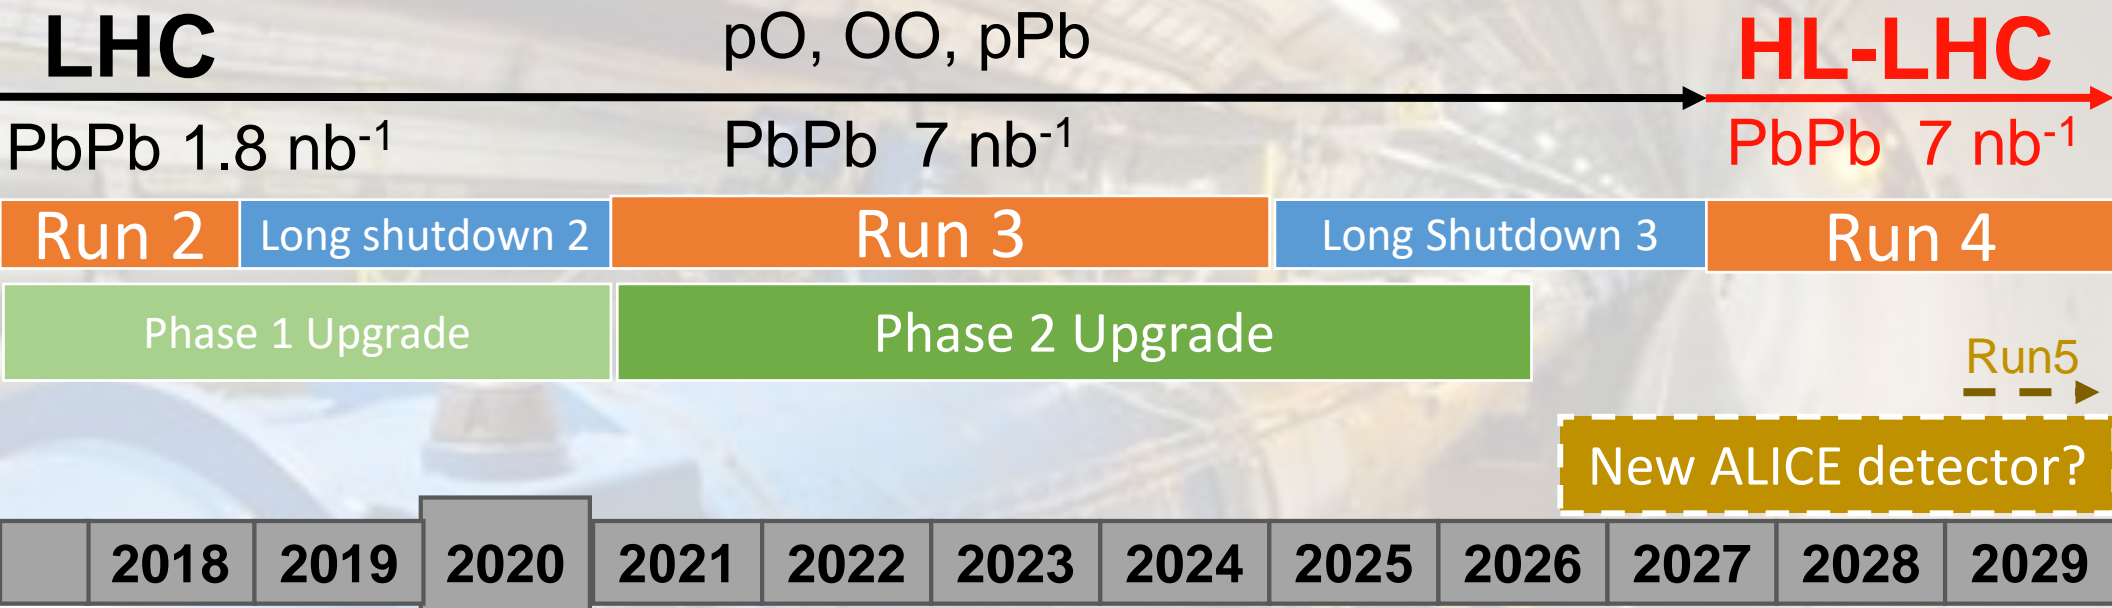 LHC
pO, OO, pPb
HL-LHC
PbPb 1.8 nb⁻¹
PbPb 7 nb⁻¹
PbPb 7 nb⁻¹
Run 2
Long shutdown 2
Run 3
Long Shutdown 3
Run 4
Phase 1 Upgrade
Phase 2 Upgrade
Run5
New ALICE detector?
2018 2019 2020 2021 2022 2023 2024 2025 2026 2027 2028 2029